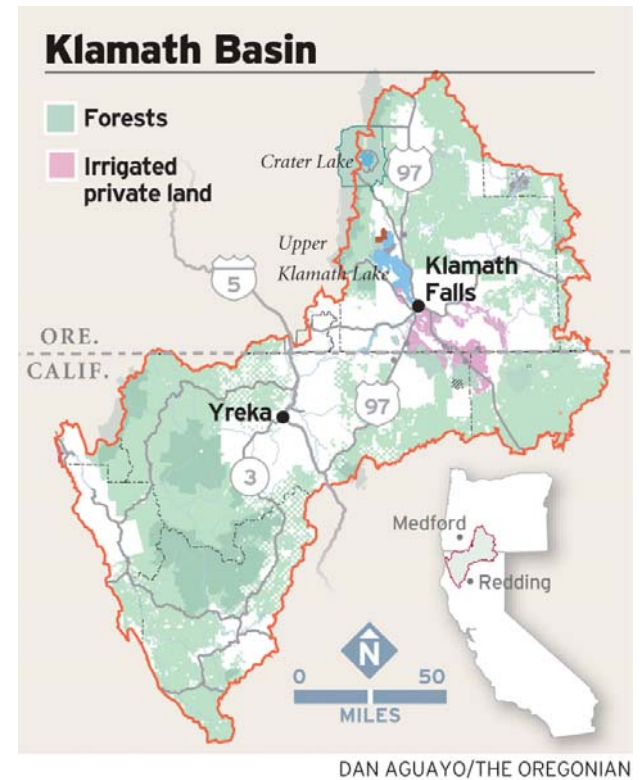 Klamath Basin
Forests
Irrigated
private land
Crater Lake
97
Upper
Klamath Lake
Klamath
Falls
5
ORE.
CALIF.
97
Yreka
3
Medford
Redding
N
0 50
MILES
DAN AGUAYO/THE OREGONIAN